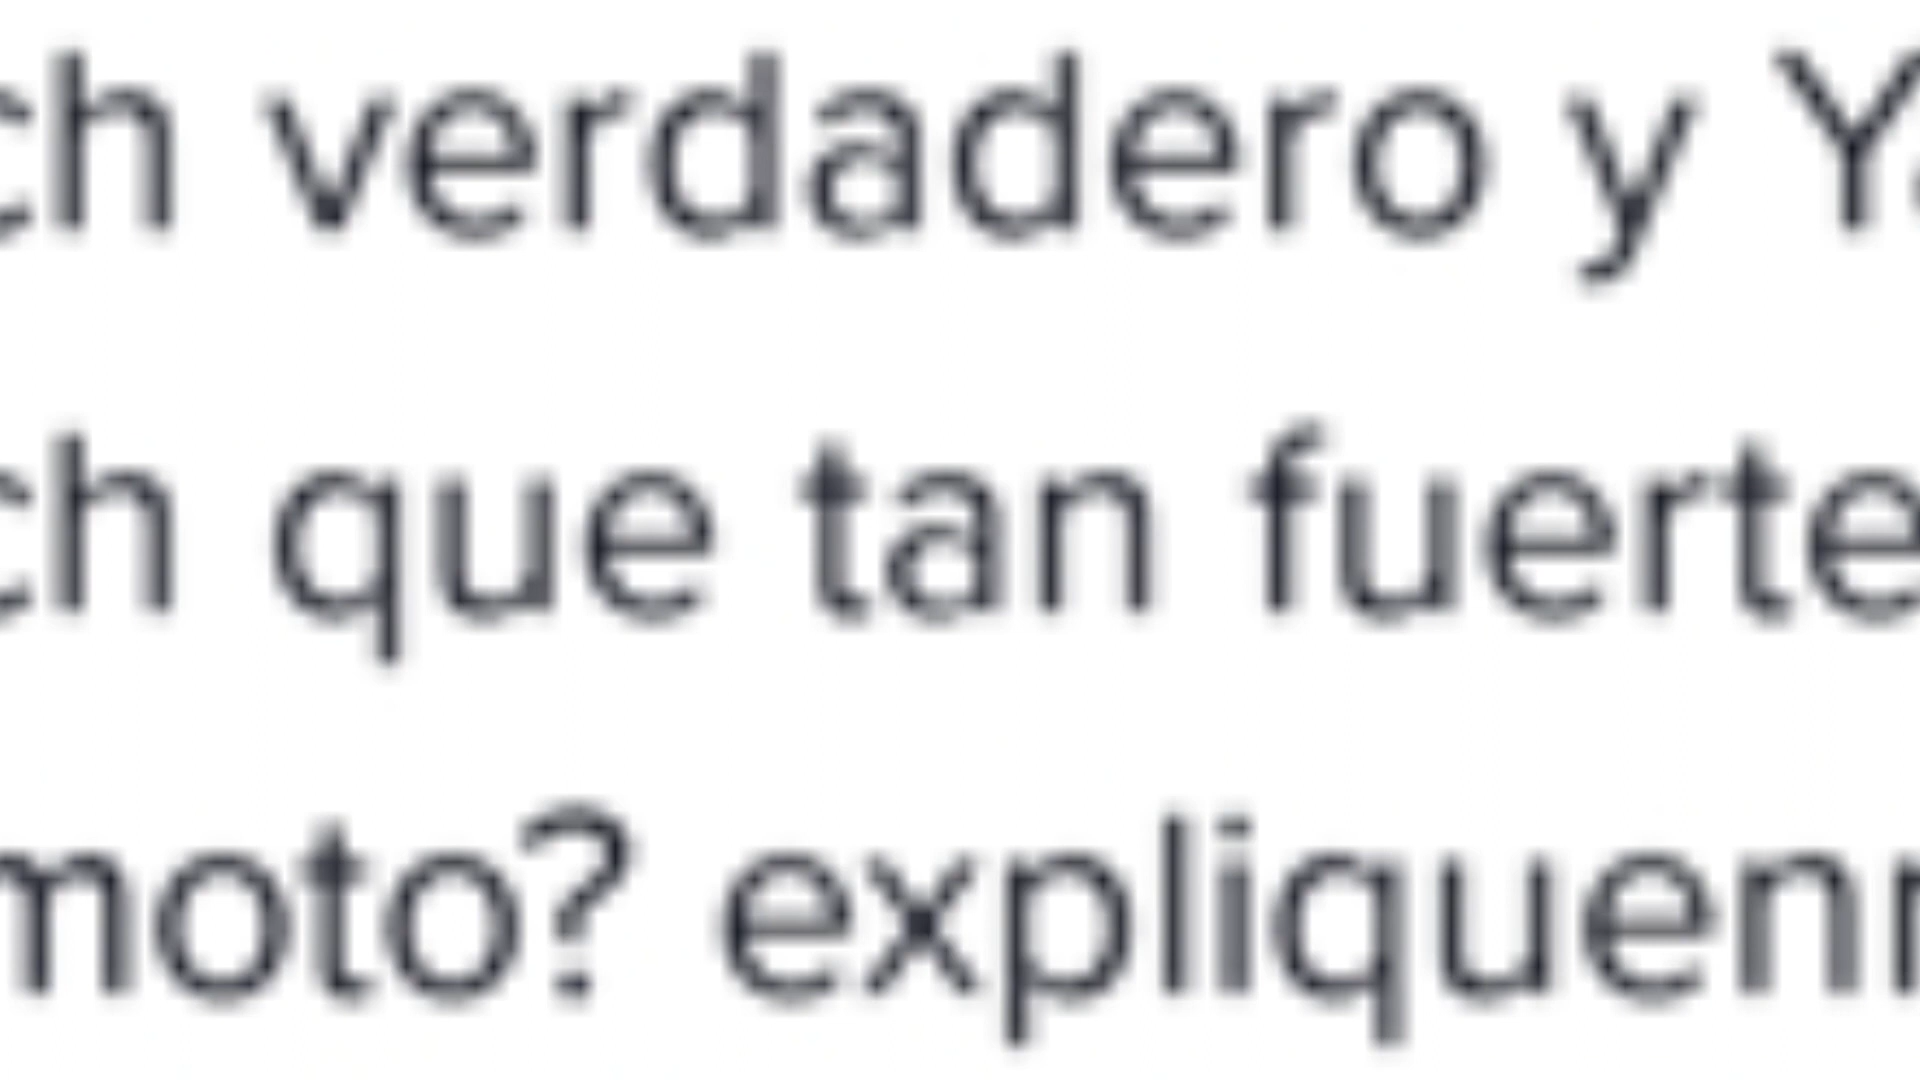 ch verdadero y Y
ch que tan fuerte
moto? expliquen